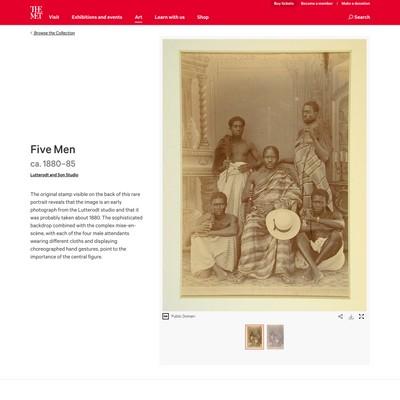 Buy tickets Become a member / Make a donation
THE
MET
Visit Exhibitions and events Art Learn with us Shop Search
‹ Browse the Collection
Five Men
ca. 1880–85
Lutterodt and Son Studio
The original stamp visible on the back of this rare
portrait reveals that the image is an early
photograph from the Lutterodt studio and that it
was probably taken about 1880. The sophisticated
backdrop combined with the complex mise-en-
scène, with each of the four male attendants
wearing different cloths and displaying
choreographed hand gestures, point to the
importance of the central figure.
Public Domain